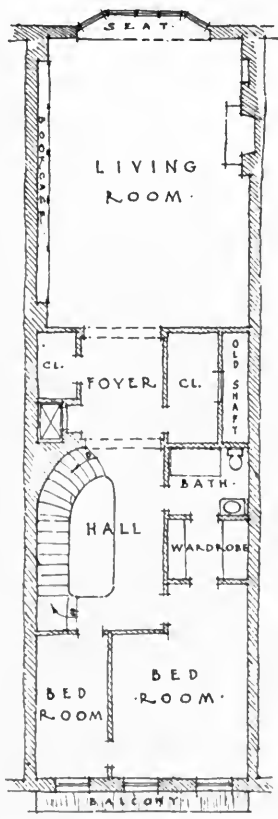 SEAT
BOOKCASE
LIVING
ROOM.
CL.
FOYER
CL.
OLD SHAFT
BATH.
HALL
WARDROBE
BED
ROOM
BED
.ROOM.
BALCONY